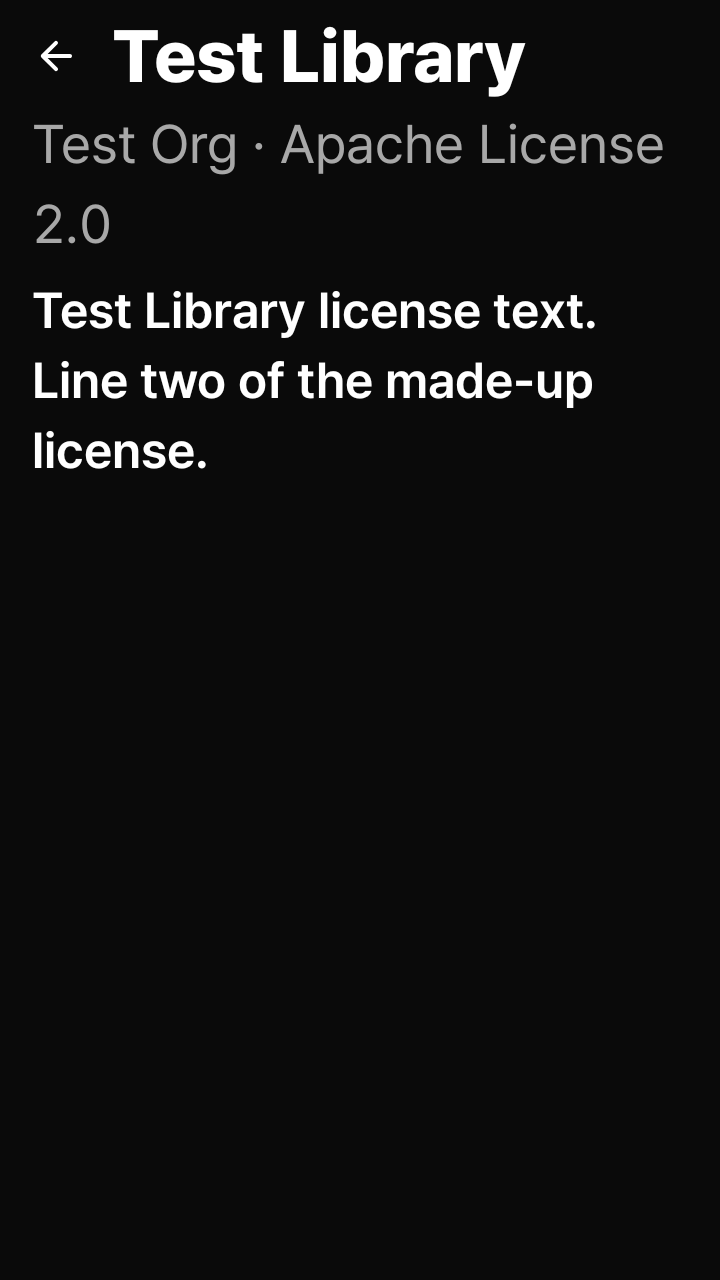 Test Library
Test Org · Apache License
2.0
Test Library license text.
Line two of the made-up
license.